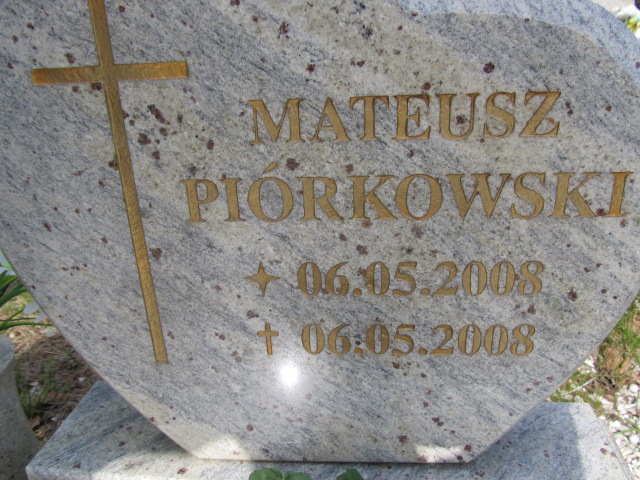 MATEUSZ
PIÓRKOWSKI
✦ 06.05.2008
✝ 06.05.2008